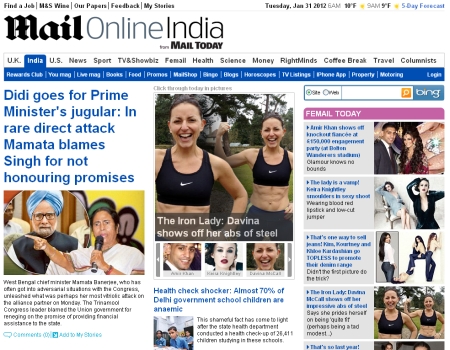 Find a Job | M&S Wine | Our Papers | Feedback | My Stories
Tuesday, Jan 31 2012 6AM 10°F 9AM 9°F 5-Day Forecast
Mail Online India
from MAIL TODAY
U.K. India U.S. News Sport TV&Showbiz Femail Health Science Money RightMinds Coffee Break Travel Columnists
Rewards Club | You mag | Live mag | Books | Food | Promos | MailShop | Bingo | Blogs | Horoscopes | TV Listings | iPhone App | Property | Motoring Login
Didi goes for Prime
Minister's jugular: In
rare direct attack
Mamata blames
Singh for not
honouring promises
West Bengal chief minister Mamata Banerjee, who has
often got into adversarial situations with the Congress,
unleashed what was perhaps her most vitriolic attack on
the alliance partner on Monday. The Trinamool
Congress leader blamed the Union government for
reneging on the promise of providing financial
assistance to the state.
Comments (0) Add to My Stories
Click through today in pictures
The Iron Lady: Davina
shows off her abs of steel
Amir Khan
Keira Knightley
Davina McCall
Health check shocker: Almost 70% of
Delhi government school children are
anaemic
This shameful fact has come to light
after the state health department
conducted a health check-up of 26,411
children studying in these schools.
Site Web bing
FEMAIL TODAY
Amir Khan shows off
knockout fiancée at
£150,000 engagement
party (at Bolton
Wanderers stadium)
Glamour knows no
bounds
The lady is a vamp!
Keira Knightley
smoulders in sexy shoot
Wearing blood red
lipstick and low-cut
jumper
That's one way to sell
jeans! Kim, Kourtney and
Khloe Kardashian go
TOPLESS to promote
their denim range
Didn't the first picture do
the trick?
The Iron Lady: Davina
McCall shows off her
impressive abs of steel
Says she prides herself
on being quite fit
(perhaps being a tad
modest...)